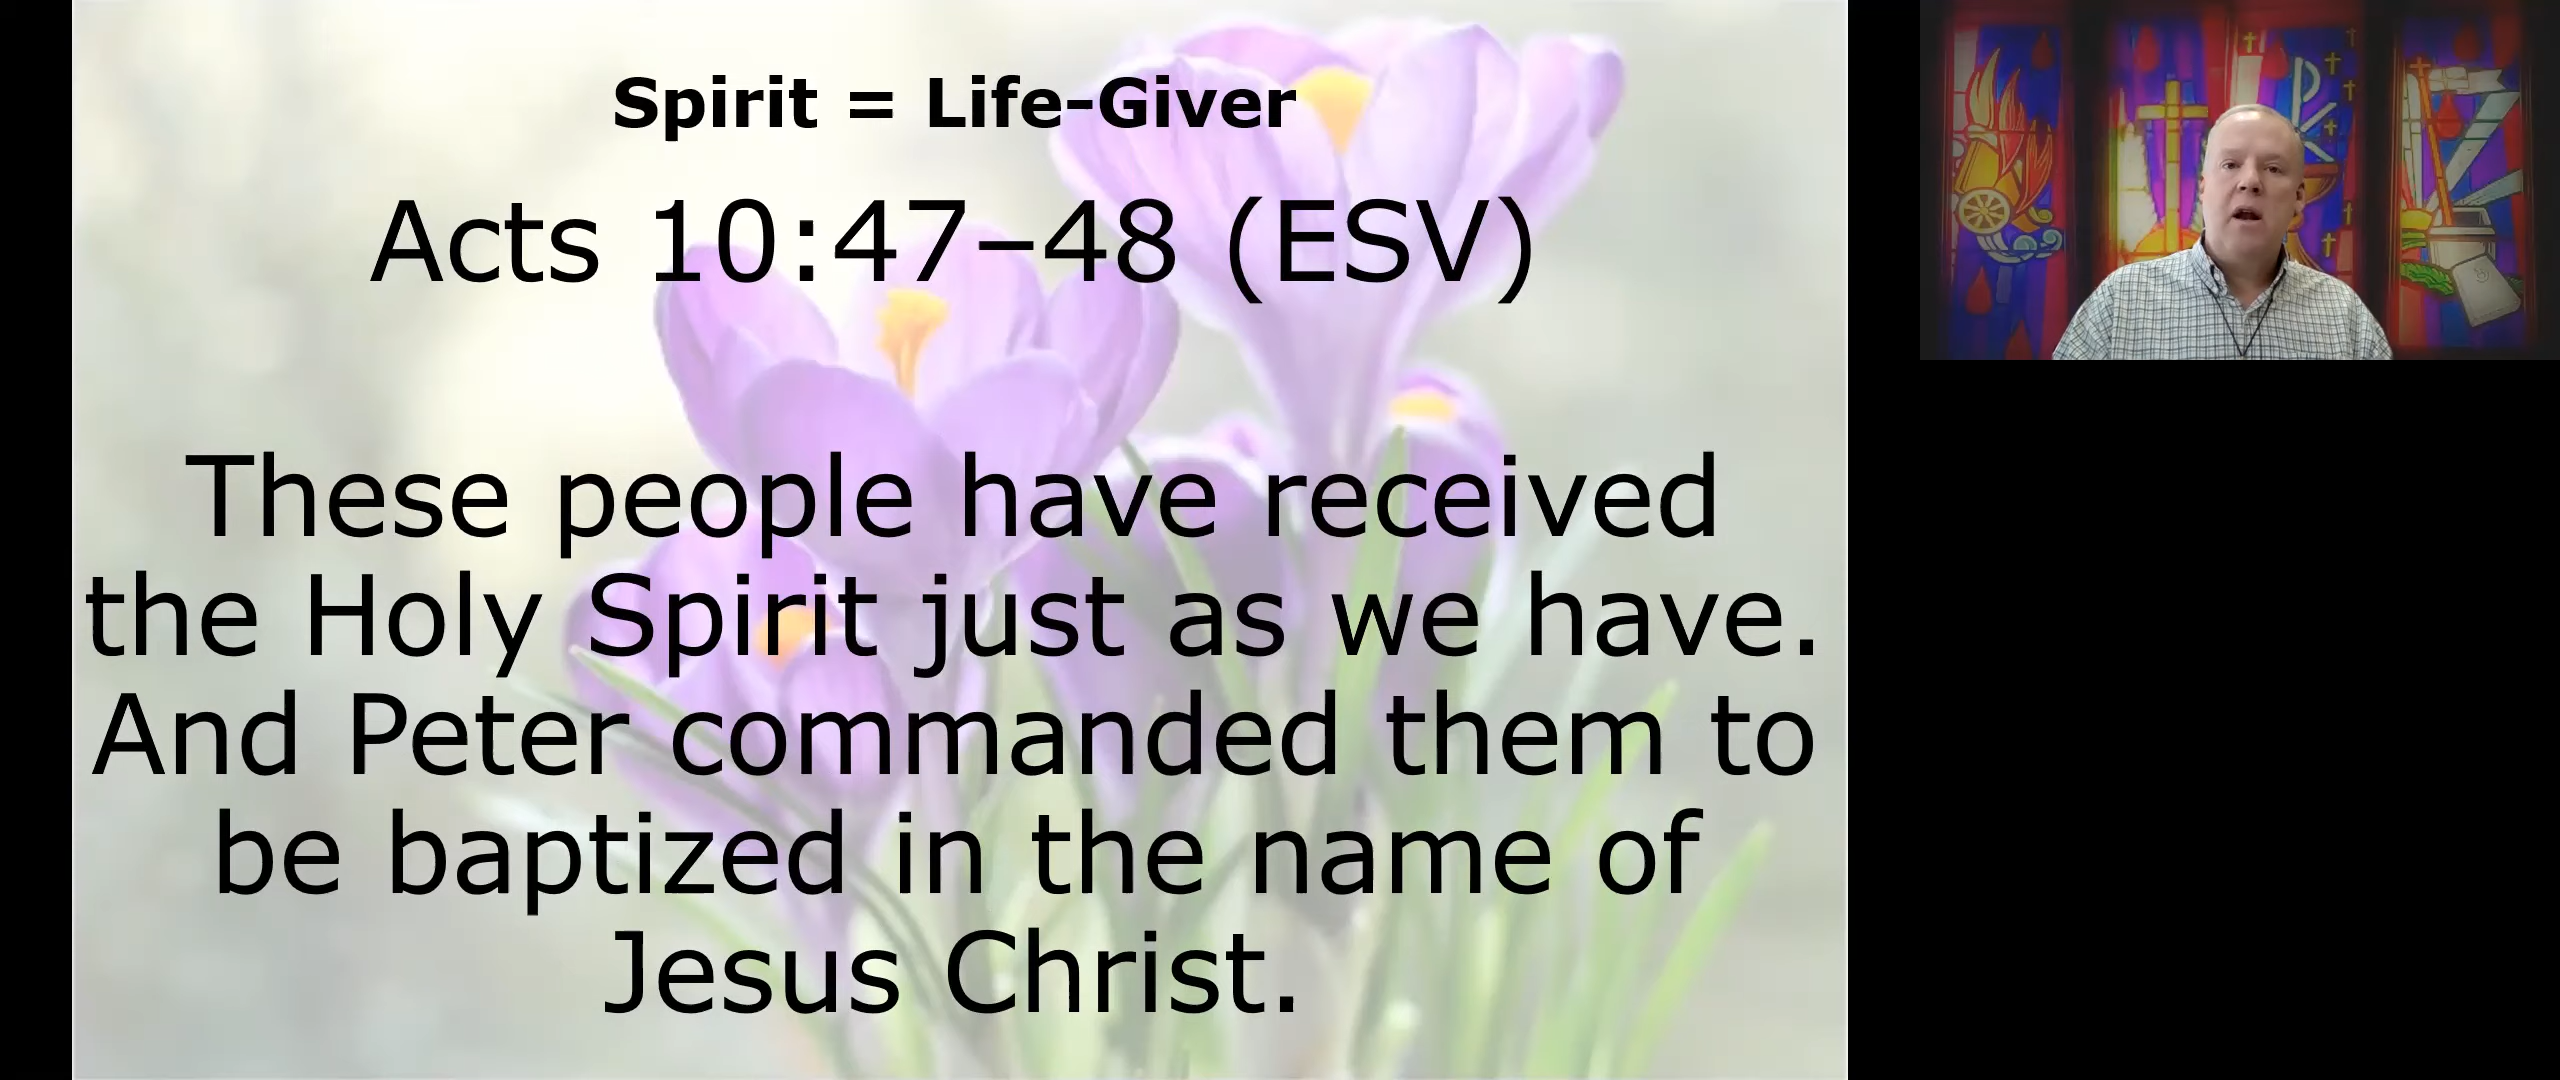 Spirit = Life-Giver
Acts 10:47–48 (ESV)
These people have received
the Holy Spirit just as we have.
And Peter commanded them to
be baptized in the name of
Jesus Christ.